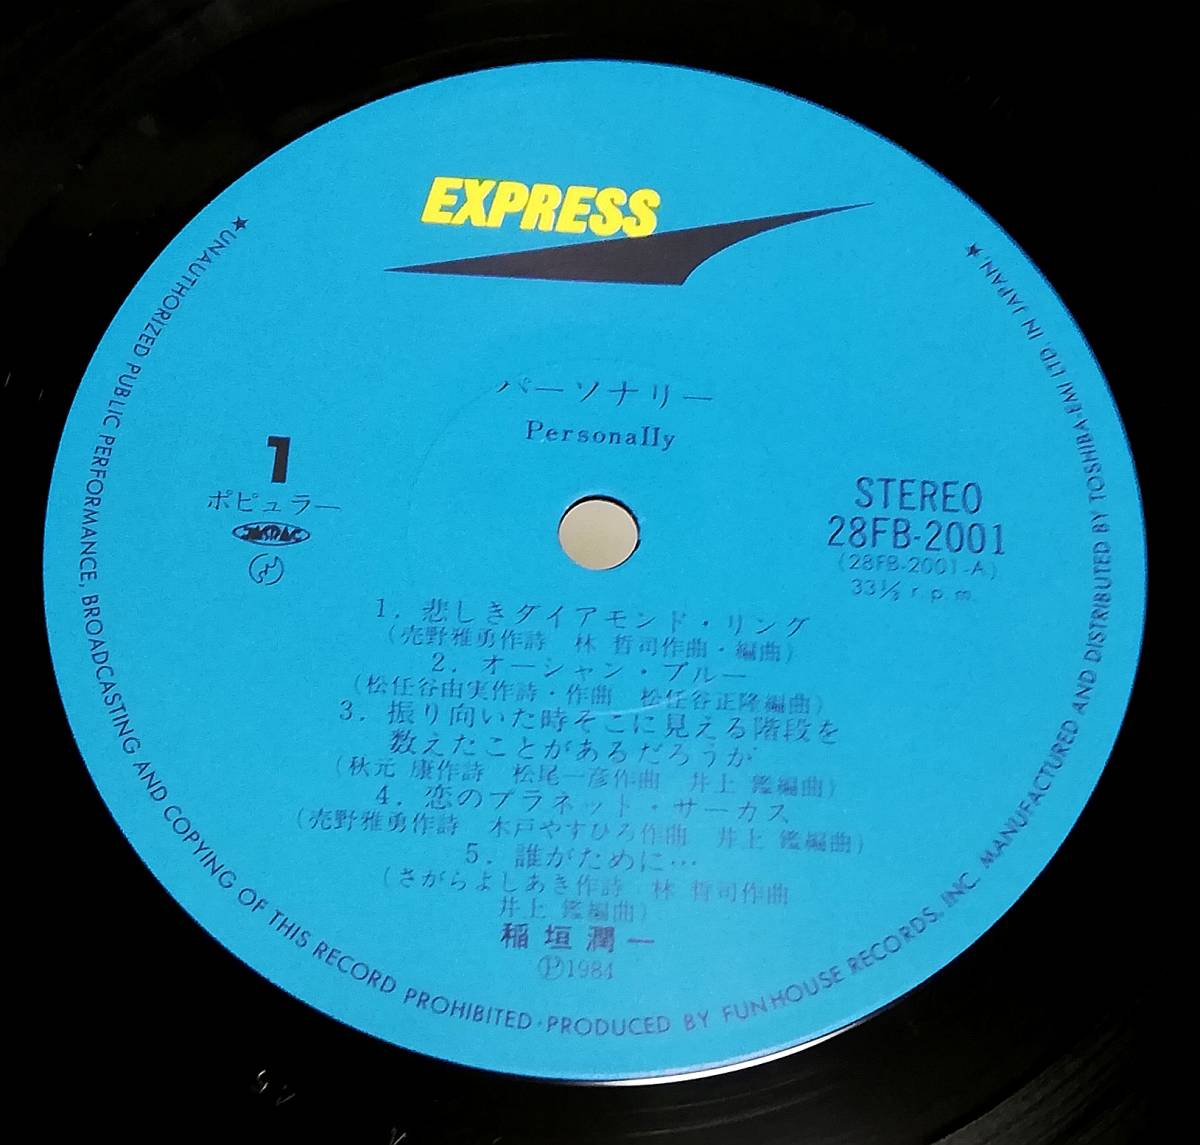 EXPRESS
パーソナリー
Personally
1
ポピュラー
JASRAC
STEREO
28FB-2001
(28FB-2001-A)
33⅓ r.p.m.
1. 悲しきダイアモンド・リング
(売野雅勇作詩 林 哲司作曲・編曲)
2. オーシャン・ブルー
(松任谷由実作詩・作曲 松任谷正隆編曲)
3. 振り向いた時そこに見える階段を
数えたことがあるだろうか
(秋元 康作詩 松尾一彦作曲 井上 鑑編曲)
4. 恋のプラネット・サーカス
(売野雅勇作詩 木戸やすひろ作曲 井上 鑑編曲)
5. 誰がために…
(さがらよしあき作詩 林 哲司作曲
井上 鑑編曲)
稲垣潤一
Ⓟ1984
★UNAUTHORIZED PUBLIC PERFORMANCE, BROADCASTING AND COPYING OF THIS RECORD PROHIBITED·PRODUCED BY FUNHOUSE RECORDS, INC. MANUFACTURED AND DISTRIBUTED BY TOSHIBA-EMI LTD. IN JAPAN.★